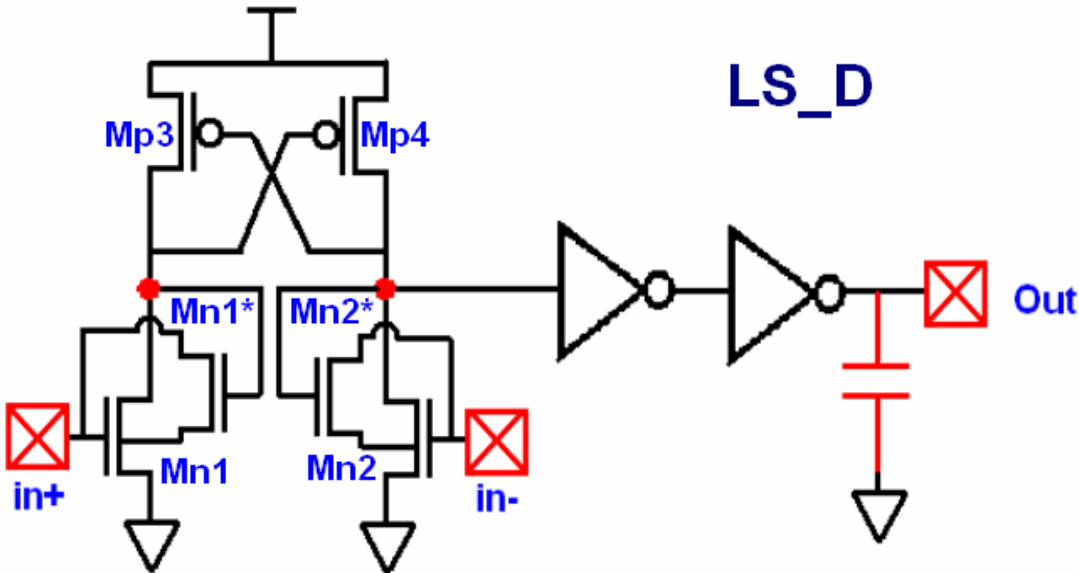 LS_D
Mp3
Mp4
Mn1*
Mn2*
Out
Mn1
Mn2
in+
in-